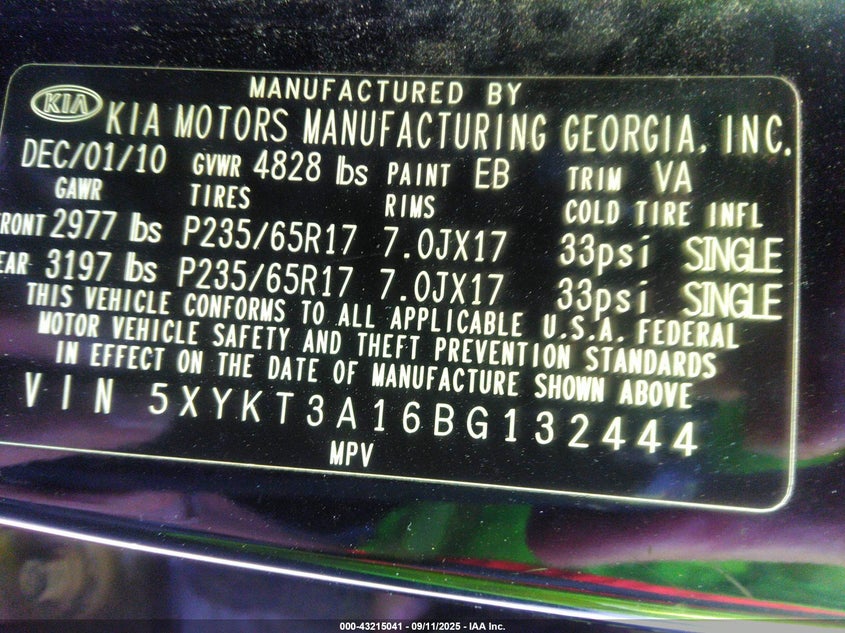 MANUFACTURED BY
KIA KIA MOTORS MANUFACTURING GEORGIA, INC.
DEC/01/10 GVWR 4828 lbs PAINT EB TRIM VA
GAWR TIRES RIMS COLD TIRE INFL
FRONT 2977 lbs P235/65R17 7.0JX17 33psi SINGLE
EAR 3197 lbs P235/65R17 7.0JX17 33psi SINGLE
THIS VEHICLE CONFORMS TO ALL APPLICABLE U.S.A. FEDERAL
MOTOR VEHICLE SAFETY AND THEFT PREVENTION STANDARDS
IN EFFECT ON THE DATE OF MANUFACTURE SHOWN ABOVE
VIN 5XYKT3A16BG132444
MPV
000-43215041 - 09/11/2025 - IAA Inc.